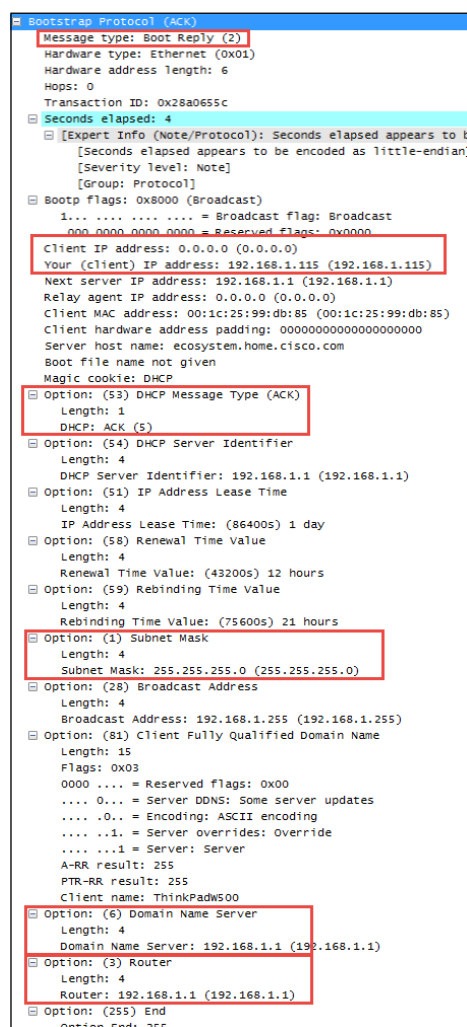 Bootstrap Protocol (ACK)
Message type: Boot Reply (2)
Hardware type: Ethernet (0x01)
Hardware address length: 6
Hops: 0
Transaction ID: 0x28a0655c
Seconds elapsed: 4
[Expert Info (Note/Protocol): Seconds elapsed appears to b
[Seconds elapsed appears to be encoded as little-endian]
[Severity level: Note]
[Group: Protocol]
Bootp flags: 0x8000 (Broadcast)
1... .... .... .... = Broadcast flag: Broadcast
.000 0000 0000 0000 = Reserved flags: 0x0000
Client IP address: 0.0.0.0 (0.0.0.0)
Your (client) IP address: 192.168.1.115 (192.168.1.115)
Next server IP address: 192.168.1.1 (192.168.1.1)
Relay agent IP address: 0.0.0.0 (0.0.0.0)
Client MAC address: 00:1c:25:99:db:85 (00:1c:25:99:db:85)
Client hardware address padding: 00000000000000000000
Server host name: ecosystem.home.cisco.com
Boot file name not given
Magic cookie: DHCP
Option: (53) DHCP Message Type (ACK)
Length: 1
DHCP: ACK (5)
Option: (54) DHCP Server Identifier
Length: 4
DHCP Server Identifier: 192.168.1.1 (192.168.1.1)
Option: (51) IP Address Lease Time
Length: 4
IP Address Lease Time: (86400s) 1 day
Option: (58) Renewal Time Value
Length: 4
Renewal Time Value: (43200s) 12 hours
Option: (59) Rebinding Time Value
Length: 4
Rebinding Time Value: (75600s) 21 hours
Option: (1) Subnet Mask
Length: 4
Subnet Mask: 255.255.255.0 (255.255.255.0)
Option: (28) Broadcast Address
Length: 4
Broadcast Address: 192.168.1.255 (192.168.1.255)
Option: (81) Client Fully Qualified Domain Name
Length: 15
Flags: 0x03
0000 .... = Reserved flags: 0x00
.... 0... = Server DDNS: Some server updates
.... .0.. = Encoding: ASCII encoding
.... ..1. = Server overrides: Override
.... ...1 = Server: Server
A-RR result: 255
PTR-RR result: 255
Client name: ThinkPadW500
Option: (6) Domain Name Server
Length: 4
Domain Name Server: 192.168.1.1 (192.168.1.1)
Option: (3) Router
Length: 4
Router: 192.168.1.1 (192.168.1.1)
Option: (255) End
Option End: 255